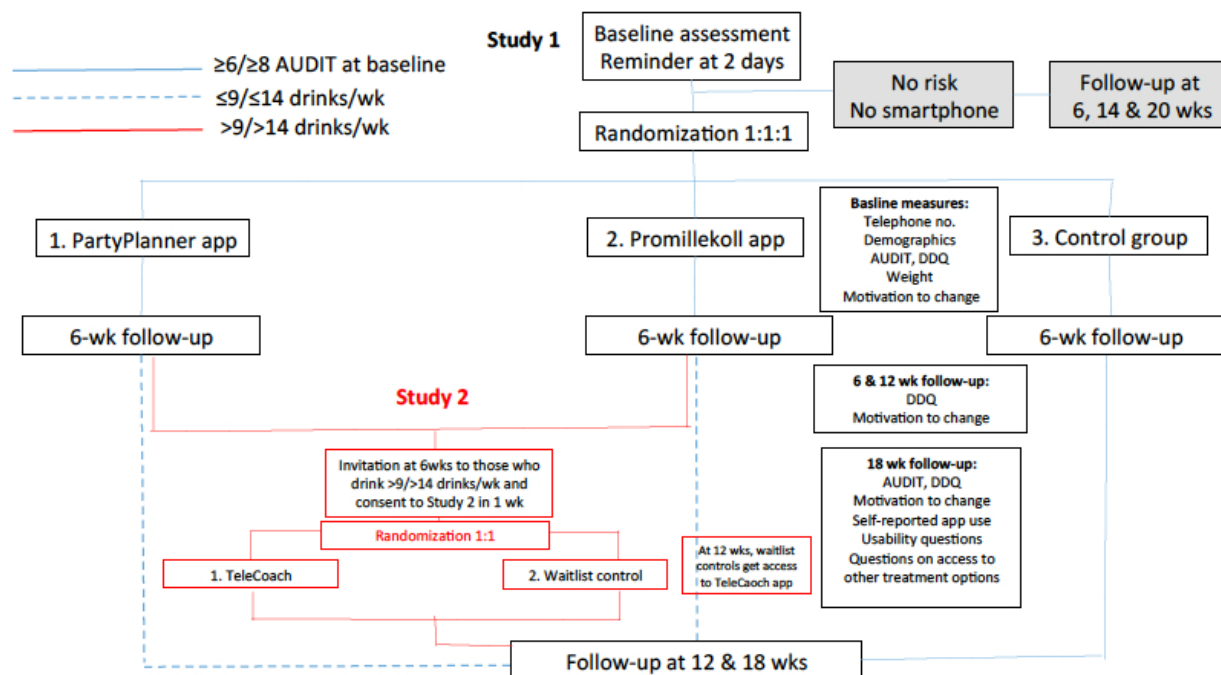 Study 1
Baseline assessment
Reminder at 2 days
≥6/≥8 AUDIT at baseline
≤9/≤14 drinks/wk
>9/>14 drinks/wk
No risk
No smartphone
Follow-up at
6, 14 & 20 wks
Randomization 1:1:1
1. PartyPlanner app
2. Promillekoll app
Basline measures:
Telephone no.
Demographics
AUDIT, DDQ
Weight
Motivation to change
3. Control group
6-wk follow-up
6-wk follow-up
6-wk follow-up
6 & 12 wk follow-up:
DDQ
Motivation to change
Study 2
Invitation at 6wks to those who
drink >9/>14 drinks/wk and
consent to Study 2 in 1 wk
Randomization 1:1
1. TeleCoach
2. Waitlist control
At 12 wks, waitlist
controls get access
to TeleCaoch app
18 wk follow-up:
AUDIT, DDQ
Motivation to change
Self-reported app use
Usability questions
Questions on access to
other treatment options
Follow-up at 12 & 18 wks